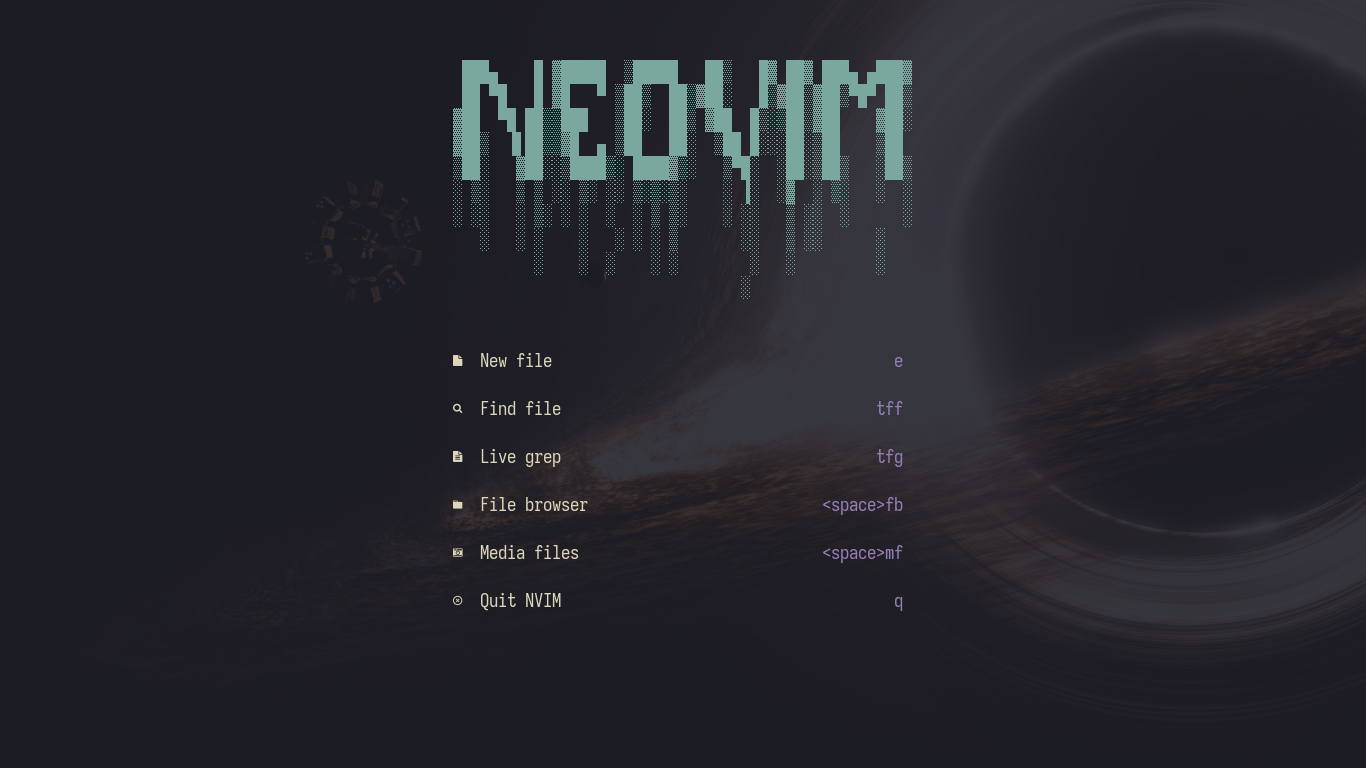 NEOVIM
New file e
Find file tff
Live grep tfg
File browser <space>fb
Media files <space>mf
Quit NVIM q